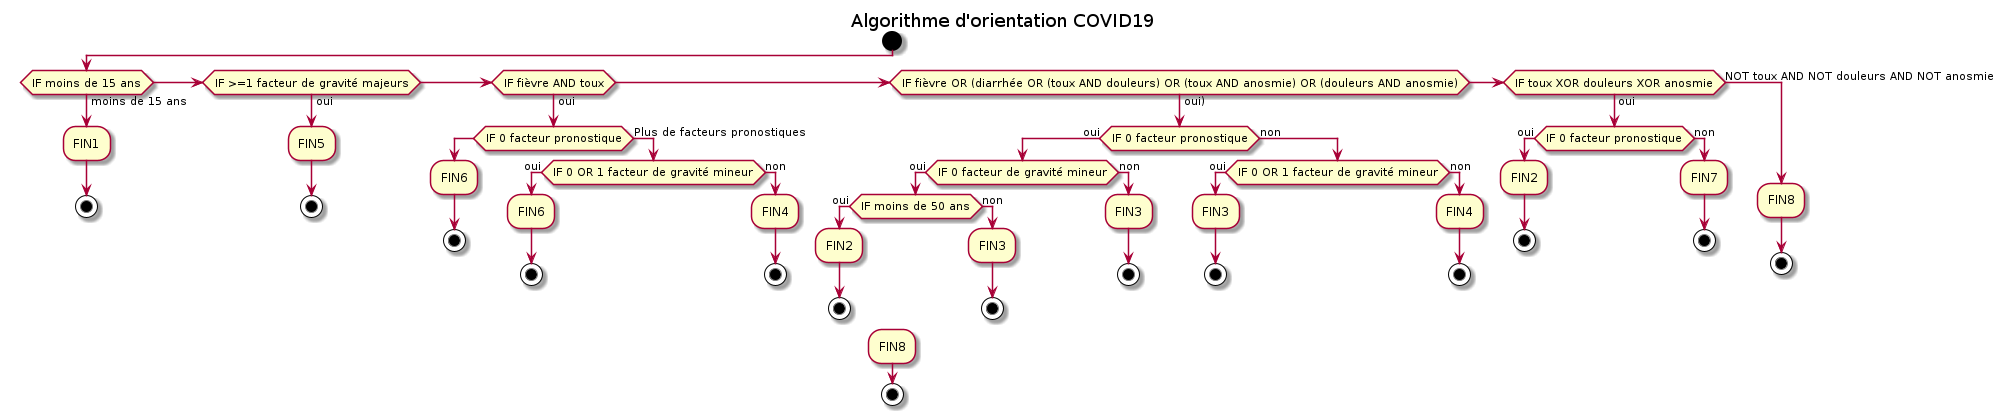 Algorithme d'orientation COVID19
IF moins de 15 ans
moins de 15 ans
FIN1
IF >=1 facteur de gravité majeurs
oui
FIN5
IF fièvre AND toux
oui
IF 0 facteur pronostique
Plus de facteurs pronostiques
FIN6
oui
IF 0 OR 1 facteur de gravité mineur
non
FIN6
FIN4
IF fièvre OR (diarrhée OR (toux AND douleurs) OR (toux AND anosmie) OR (douleurs AND anosmie)
oui)
oui
IF 0 facteur pronostique
non
oui
IF 0 facteur de gravité mineur
non
oui
IF moins de 50 ans
non
FIN2
FIN3
FIN3
oui
IF 0 OR 1 facteur de gravité mineur
non
FIN3
FIN4
IF toux XOR douleurs XOR anosmie
NOT toux AND NOT douleurs AND NOT anosmie
oui
oui
IF 0 facteur pronostique
non
FIN2
FIN7
FIN8
FIN8